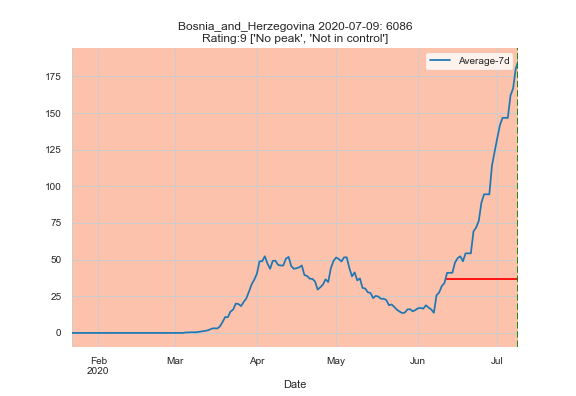 Bosnia_and_Herzegovina 2020-07-09: 6086
Rating:9 ['No peak', 'Not in control']
Average-7d
175
150
125
100
75
50
25
0
Feb
2020
Mar
Apr
May
Jun
Jul
Date